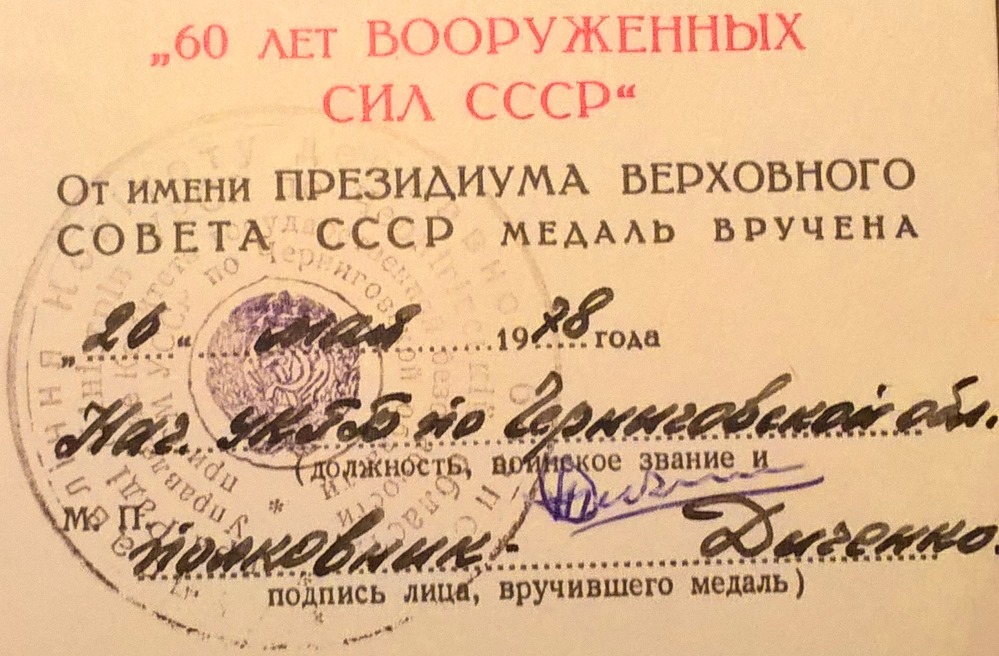 „60 ЛЕТ ВООРУЖЕННЫХ
СИЛ СССР“
От имени ПРЕЗИДИУМА ВЕРХОВНОГО
СОВЕТА СССР МЕДАЛЬ ВРУЧЕНА
„26“ мая 1978 года
Нач. УКГБ по Черниговской обл.
(должность, воинское звание и
М. П. полковник - Диченко
подпись лица, вручившего медаль)